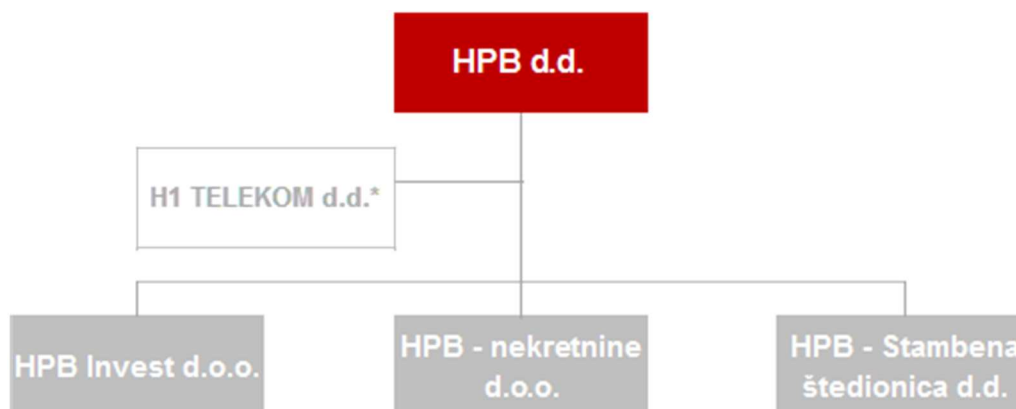 HPB d.d.
H1 TELEKOM d.d.*
HPB Invest d.o.o.
HPB - nekretnine
d.o.o.
HPB - Stambena
štedionica d.d.